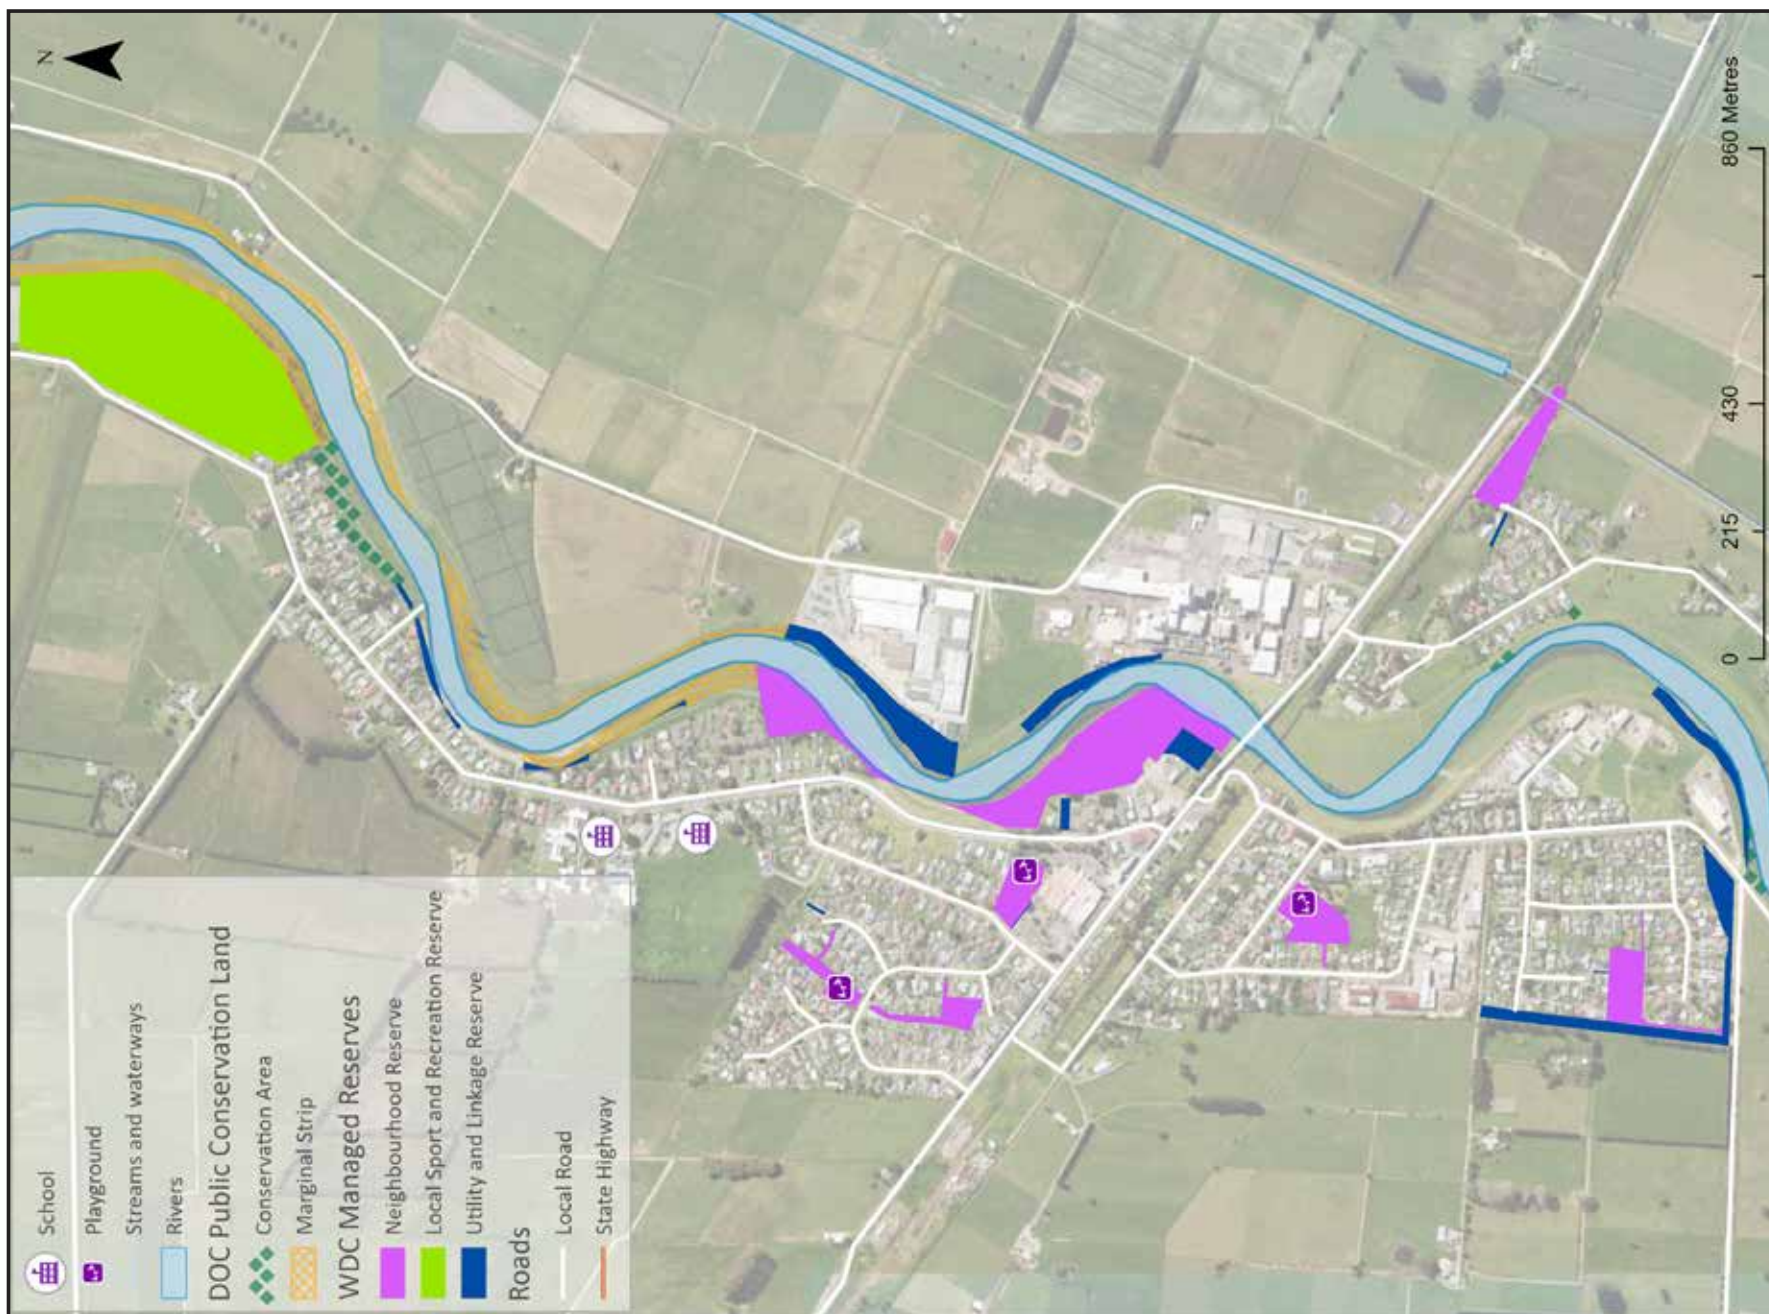 School
Playground
Streams and waterways
Rivers
DOC Public Conservation Land
Conservation Area
Marginal Strip
WDC Managed Reserves
Neighbourhood Reserve
Local Sport and Recreation Reserve
Utility and Linkage Reserve
Roads
Local Road
State Highway
N
0 215 430 860 Metres